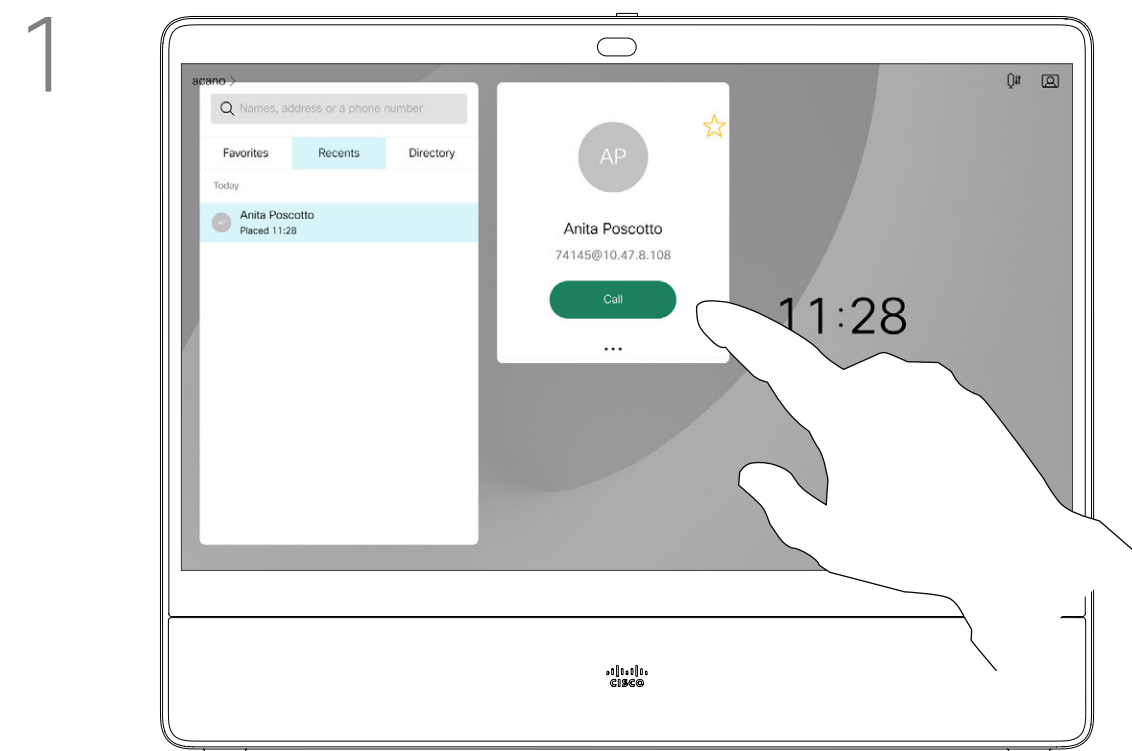 1
acano >
Names, address or a phone number
Favorites Recents Directory
Today
AP Anita Poscotto
Placed 11:28
AP
Anita Poscotto
74145@10.47.8.108
Call
...
11:28
CISCO